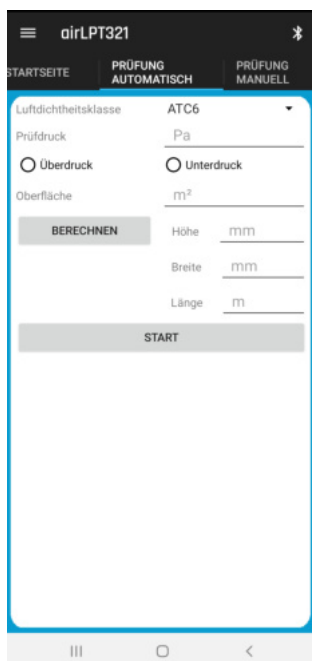 airLPT321
STARTSEITE
PRÜFUNG
AUTOMATISCH
PRÜFUNG
MANUELL
Luftdichtheitsklasse ATC6
Prüfdruck Pa
Überdruck Unterdruck
Oberfläche m²
BERECHNEN Höhe mm
Breite mm
Länge m
START